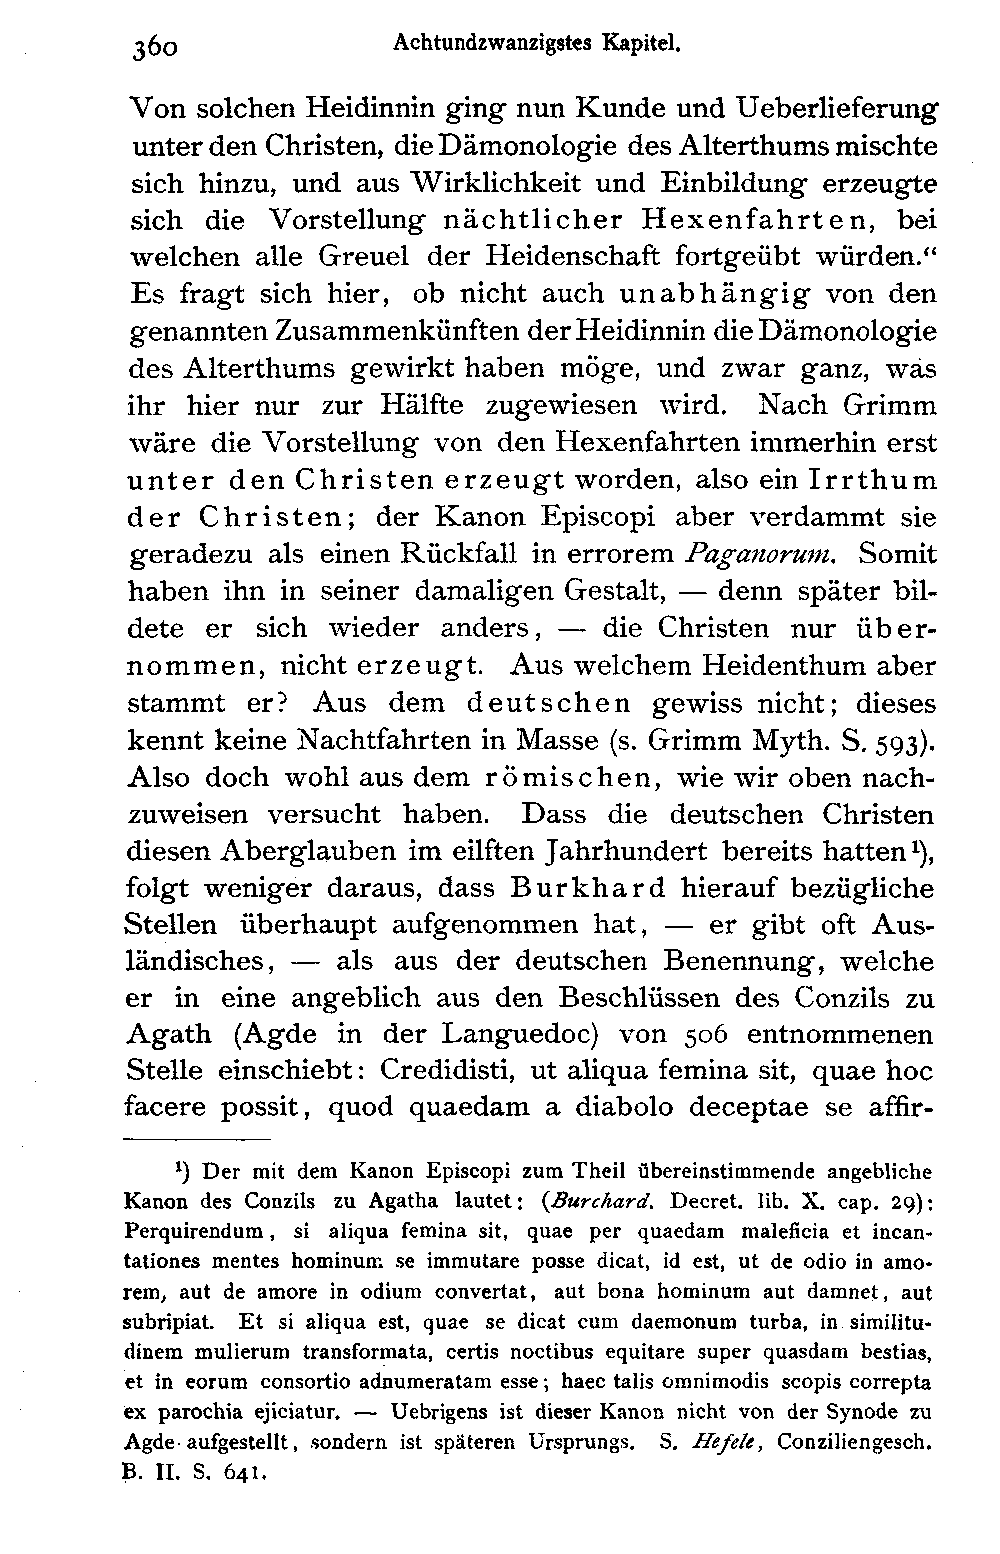 360 Achtundzwanzigstes Kapitel.
Von solchen Heidinnin ging nun Kunde und Ueberlieferung
unter den Christen, die Dämonologie des Alterthums mischte
sich hinzu, und aus Wirklichkeit und Einbildung erzeugte
sich die Vorstellung nächtlicher Hexenfahrten, bei
welchen alle Greuel der Heidenschaft fortgeübt würden.“
Es fragt sich hier, ob nicht auch unabhängig von den
genannten Zusammenkünften der Heidinnin die Dämonologie
des Alterthums gewirkt haben möge, und zwar ganz, was
ihr hier nur zur Hälfte zugewiesen wird. Nach Grimm
wäre die Vorstellung von den Hexenfahrten immerhin erst
unter den Christen erzeugt worden, also ein Irrthum
der Christen; der Kanon Episcopi aber verdammt sie
geradezu als einen Rückfall in errorem Paganorum. Somit
haben ihn in seiner damaligen Gestalt, — denn später bil-
dete er sich wieder anders, — die Christen nur über-
nommen, nicht erzeugt. Aus welchem Heidenthum aber
stammt er? Aus dem deutschen gewiss nicht; dieses
kennt keine Nachtfahrten in Masse (s. Grimm Myth. S. 593).
Also doch wohl aus dem römischen, wie wir oben nach-
zuweisen versucht haben. Dass die deutschen Christen
diesen Aberglauben im eilften Jahrhundert bereits hatten¹),
folgt weniger daraus, dass Burkhard hierauf bezügliche
Stellen überhaupt aufgenommen hat, — er gibt oft Aus-
ländisches, — als aus der deutschen Benennung, welche
er in eine angeblich aus den Beschlüssen des Conzils zu
Agath (Agde in der Languedoc) von 506 entnommenen
Stelle einschiebt: Credidisti, ut aliqua femina sit, quae hoc
facere possit, quod quaedam a diabolo deceptae se affir-
¹) Der mit dem Kanon Episcopi zum Theil übereinstimmende angebliche
Kanon des Conzils zu Agatha lautet: (Burchard. Decret. lib. X. cap. 29):
Perquirendum, si aliqua femina sit, quae per quaedam maleficia et incan-
tationes mentes hominum se immutare posse dicat, id est, ut de odio in amo-
rem, aut de amore in odium convertat, aut bona hominum aut damnet, aut
subripiat. Et si aliqua est, quae se dicat cum daemonum turba, in similitu-
dinem mulierum transformata, certis noctibus equitare super quasdam bestias,
et in eorum consortio adnumeratam esse; haec talis omnimodis scopis correpta
ex parochia ejiciatur. — Uebrigens ist dieser Kanon nicht von der Synode zu
Agde aufgestellt, sondern ist späteren Ursprungs. S. Hefele, Conziliengesch.
B. II. S. 641.